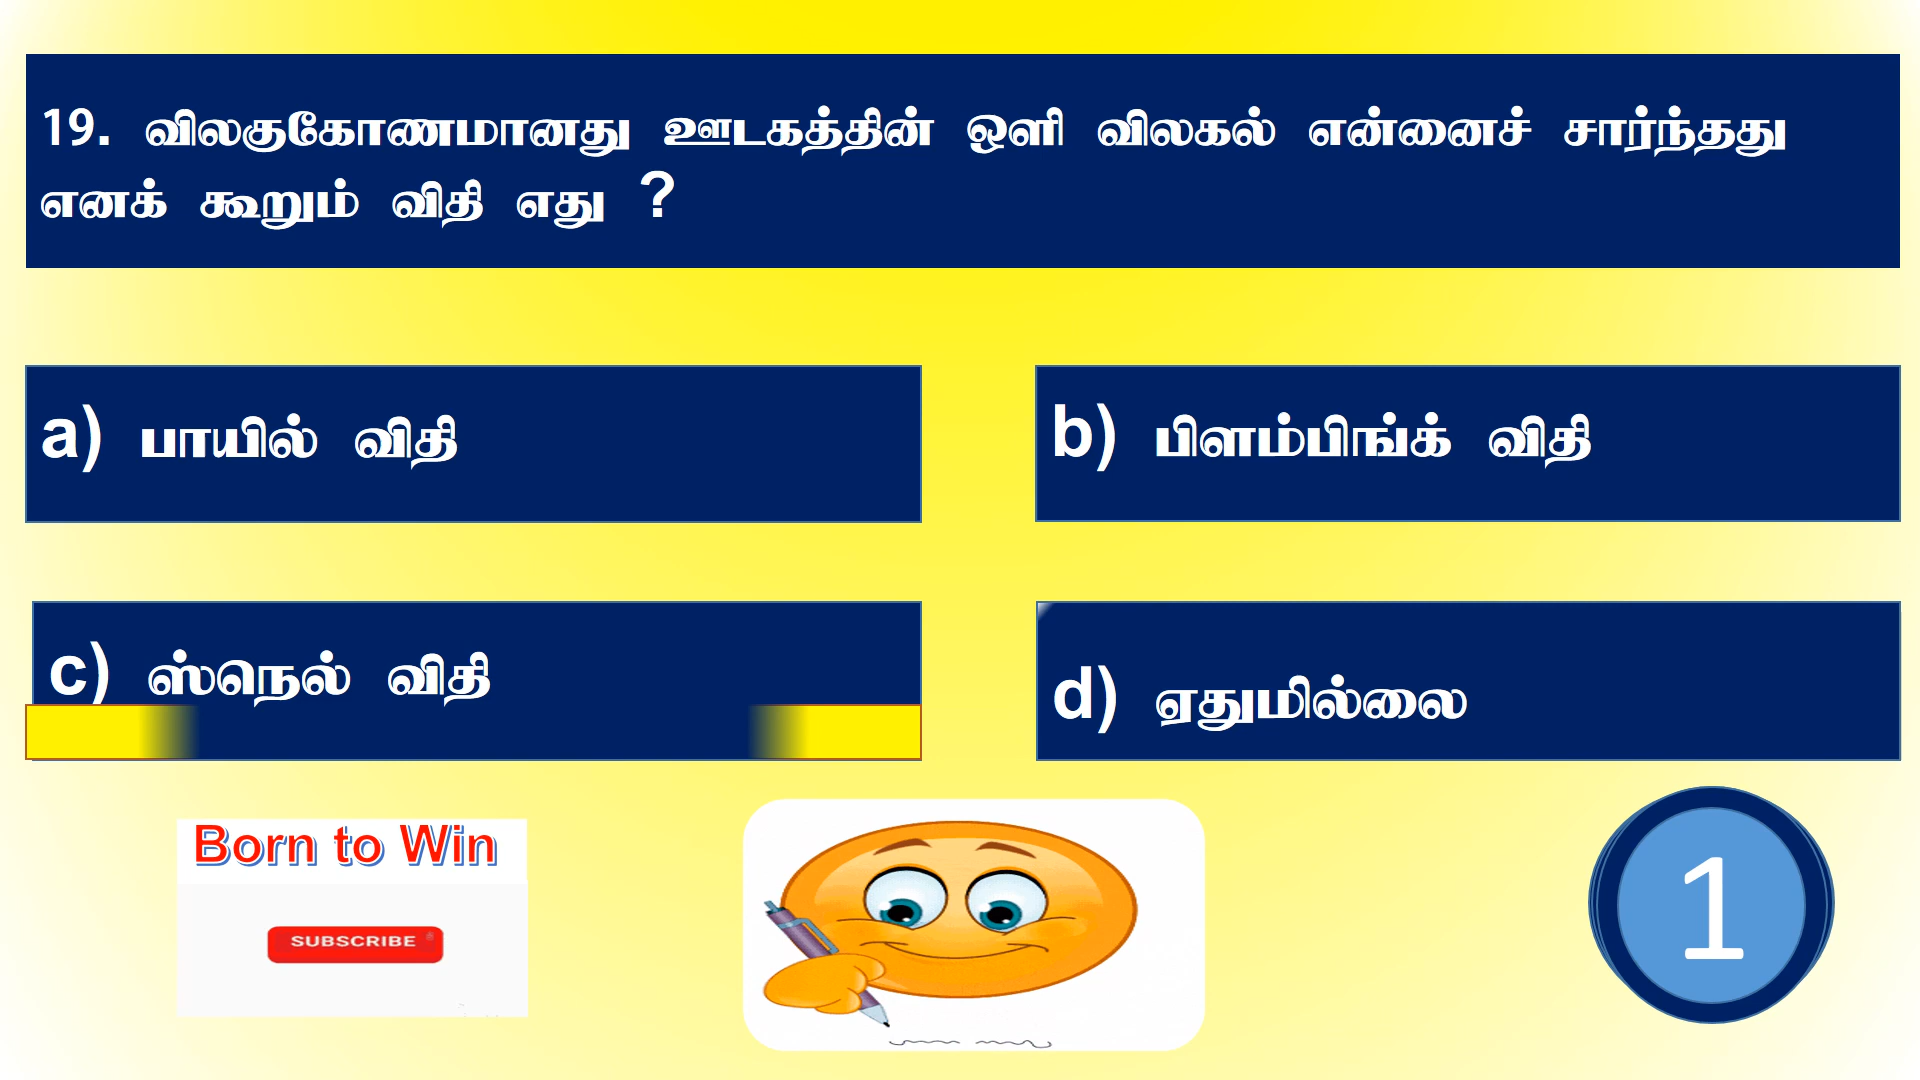 19. விலகுகோணமானது ஊடகத்தின் ஒளி விலகல் என்னைச் சார்ந்தது
எனக் கூறும் விதி எது ?
a) பாயில் விதி
b) பிளம்பிங்க் விதி
c) ஸ்நெல் விதி
d) ஏதுமில்லை
Born to Win
SUBSCRIBE
1